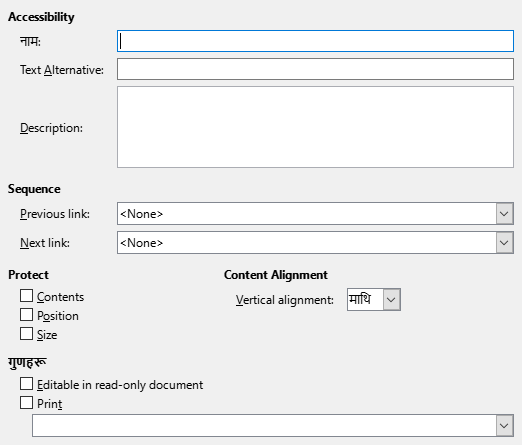 Accessibility
नाम:
Text Alternative:
Description:
Sequence
Previous link: <None>
Next link: <None>
Protect Content Alignment
Contents Vertical alignment: माथि
Position
Size
गुणहरू
Editable in read-only document
Print